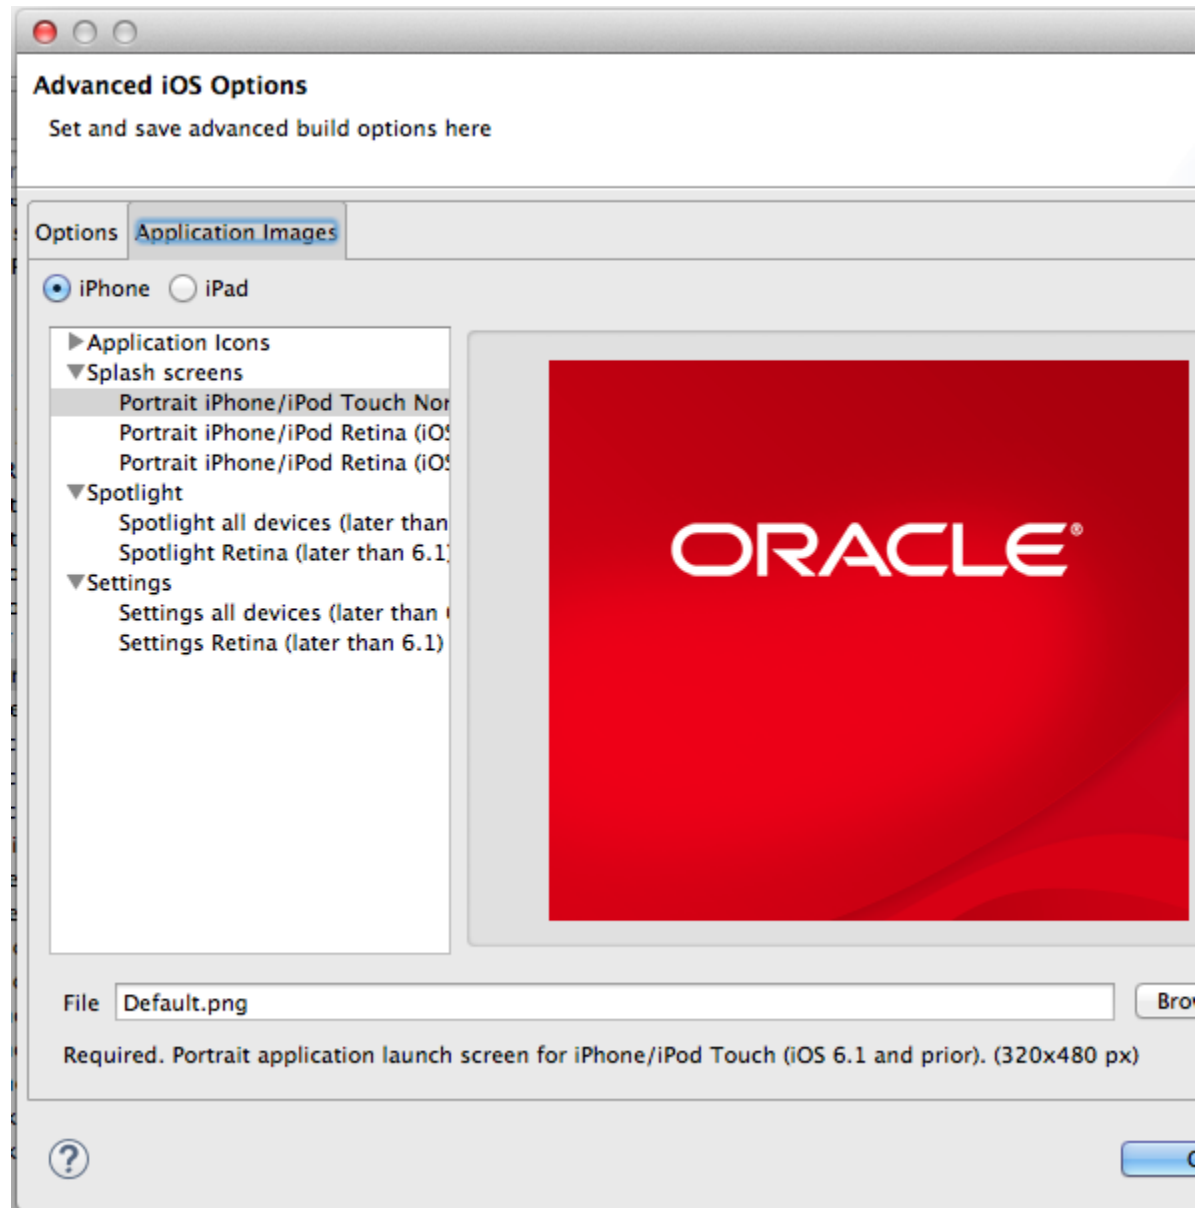 Advanced iOS Options
Set and save advanced build options here
Options Application Images
iPhone iPad
Application Icons
Splash screens
Portrait iPhone/iPod Touch
Portrait iPhone/iPod Retina
Portrait iPhone/iPod Retina
Spotlight
Spotlight all devices (later than
Spotlight Retina (later than 6.1)
Settings
Settings all devices (later than
Settings Retina (later than 6.1)
ORACLE®
File Default.png
Required. Portrait application launch screen for iPhone/iPod Touch (iOS 6.1 and prior). (320x480 px)
?